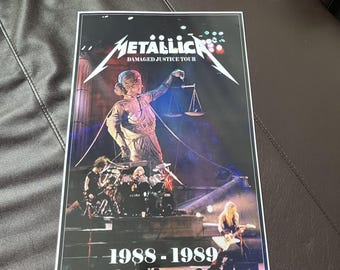 METALLICA
DAMAGED JUSTICE TOUR
1988 - 1989